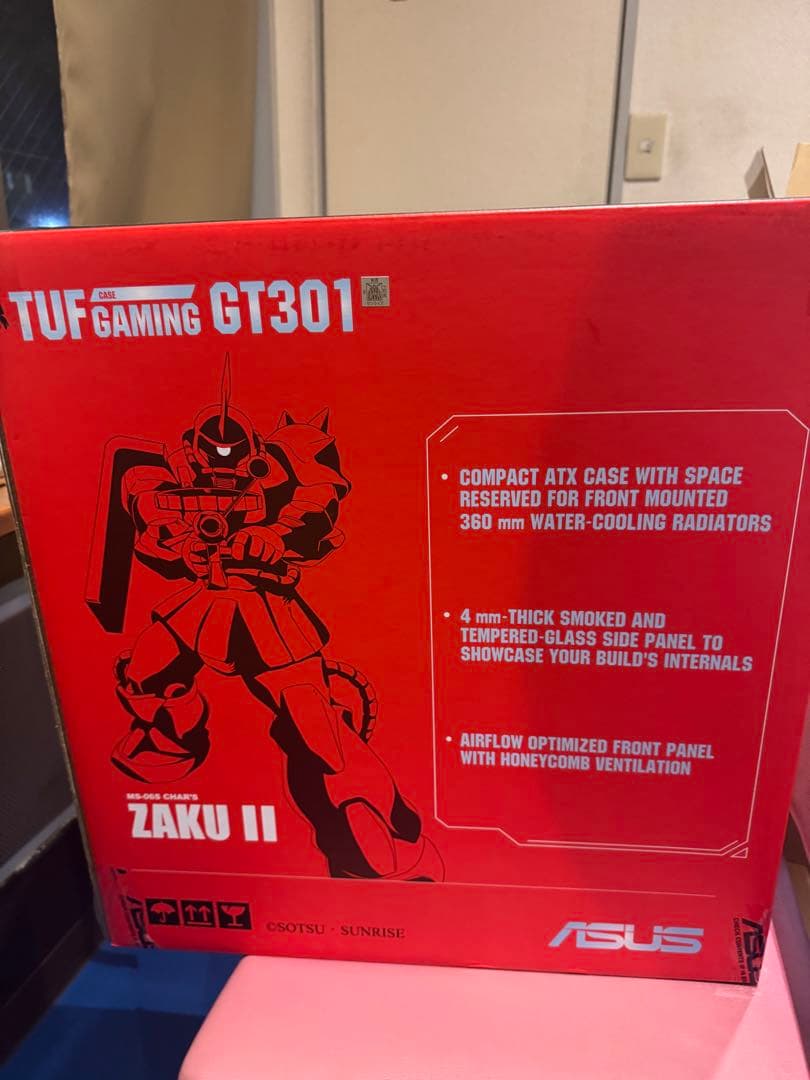 TUF CASE GAMING GT301
• COMPACT ATX CASE WITH SPACE
RESERVED FOR FRONT MOUNTED
360 mm WATER-COOLING RADIATORS
• 4 mm-THICK SMOKED AND
TEMPERED-GLASS SIDE PANEL TO
SHOWCASE YOUR BUILD'S INTERNALS
• AIRFLOW OPTIMIZED FRONT PANEL
WITH HONEYCOMB VENTILATION
MS-06S CHAR'S
ZAKU II
©SOTSU · SUNRISE
ASUS